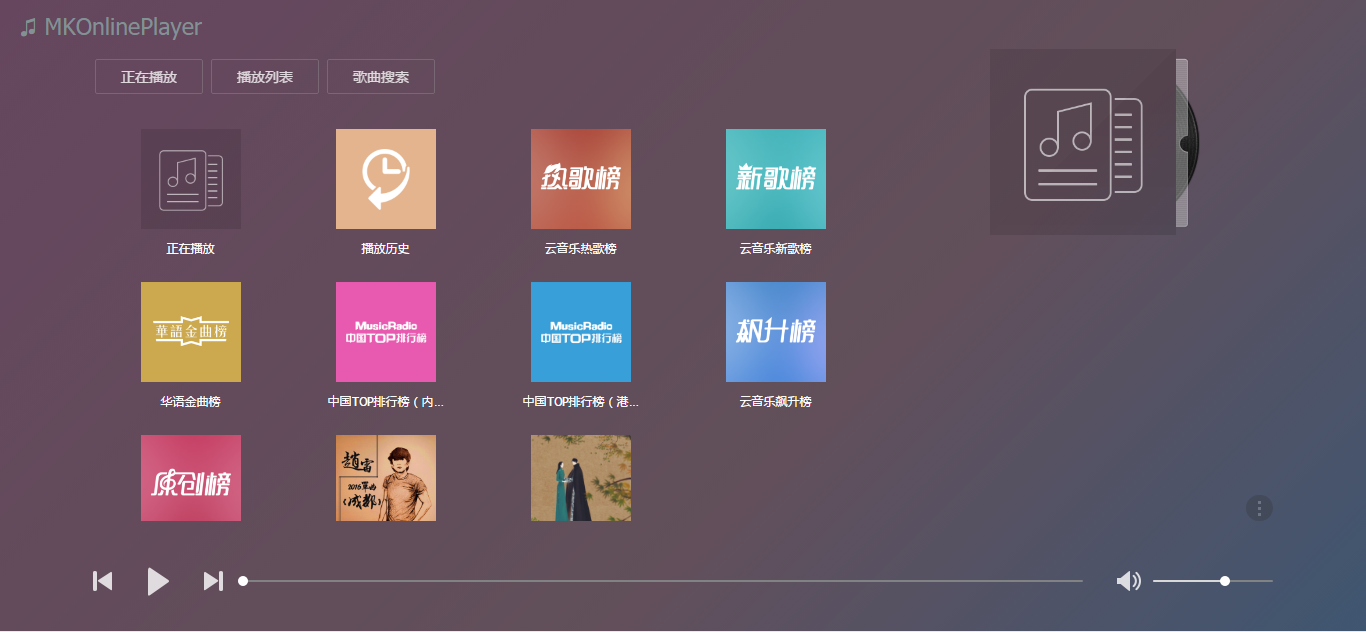 MKOnlinePlayer
正在播放 播放列表 歌曲搜索
热歌榜 新歌榜
正在播放 播放历史 云音乐热歌榜 云音乐新歌榜
華語金曲榜
MusicRadio
中国TOP排行榜
MusicRadio
中国TOP排行榜
飙升榜
华语金曲榜 中国TOP排行榜（内... 中国TOP排行榜（港... 云音乐飙升榜
原创榜
趙雷
2016單曲
《成都》